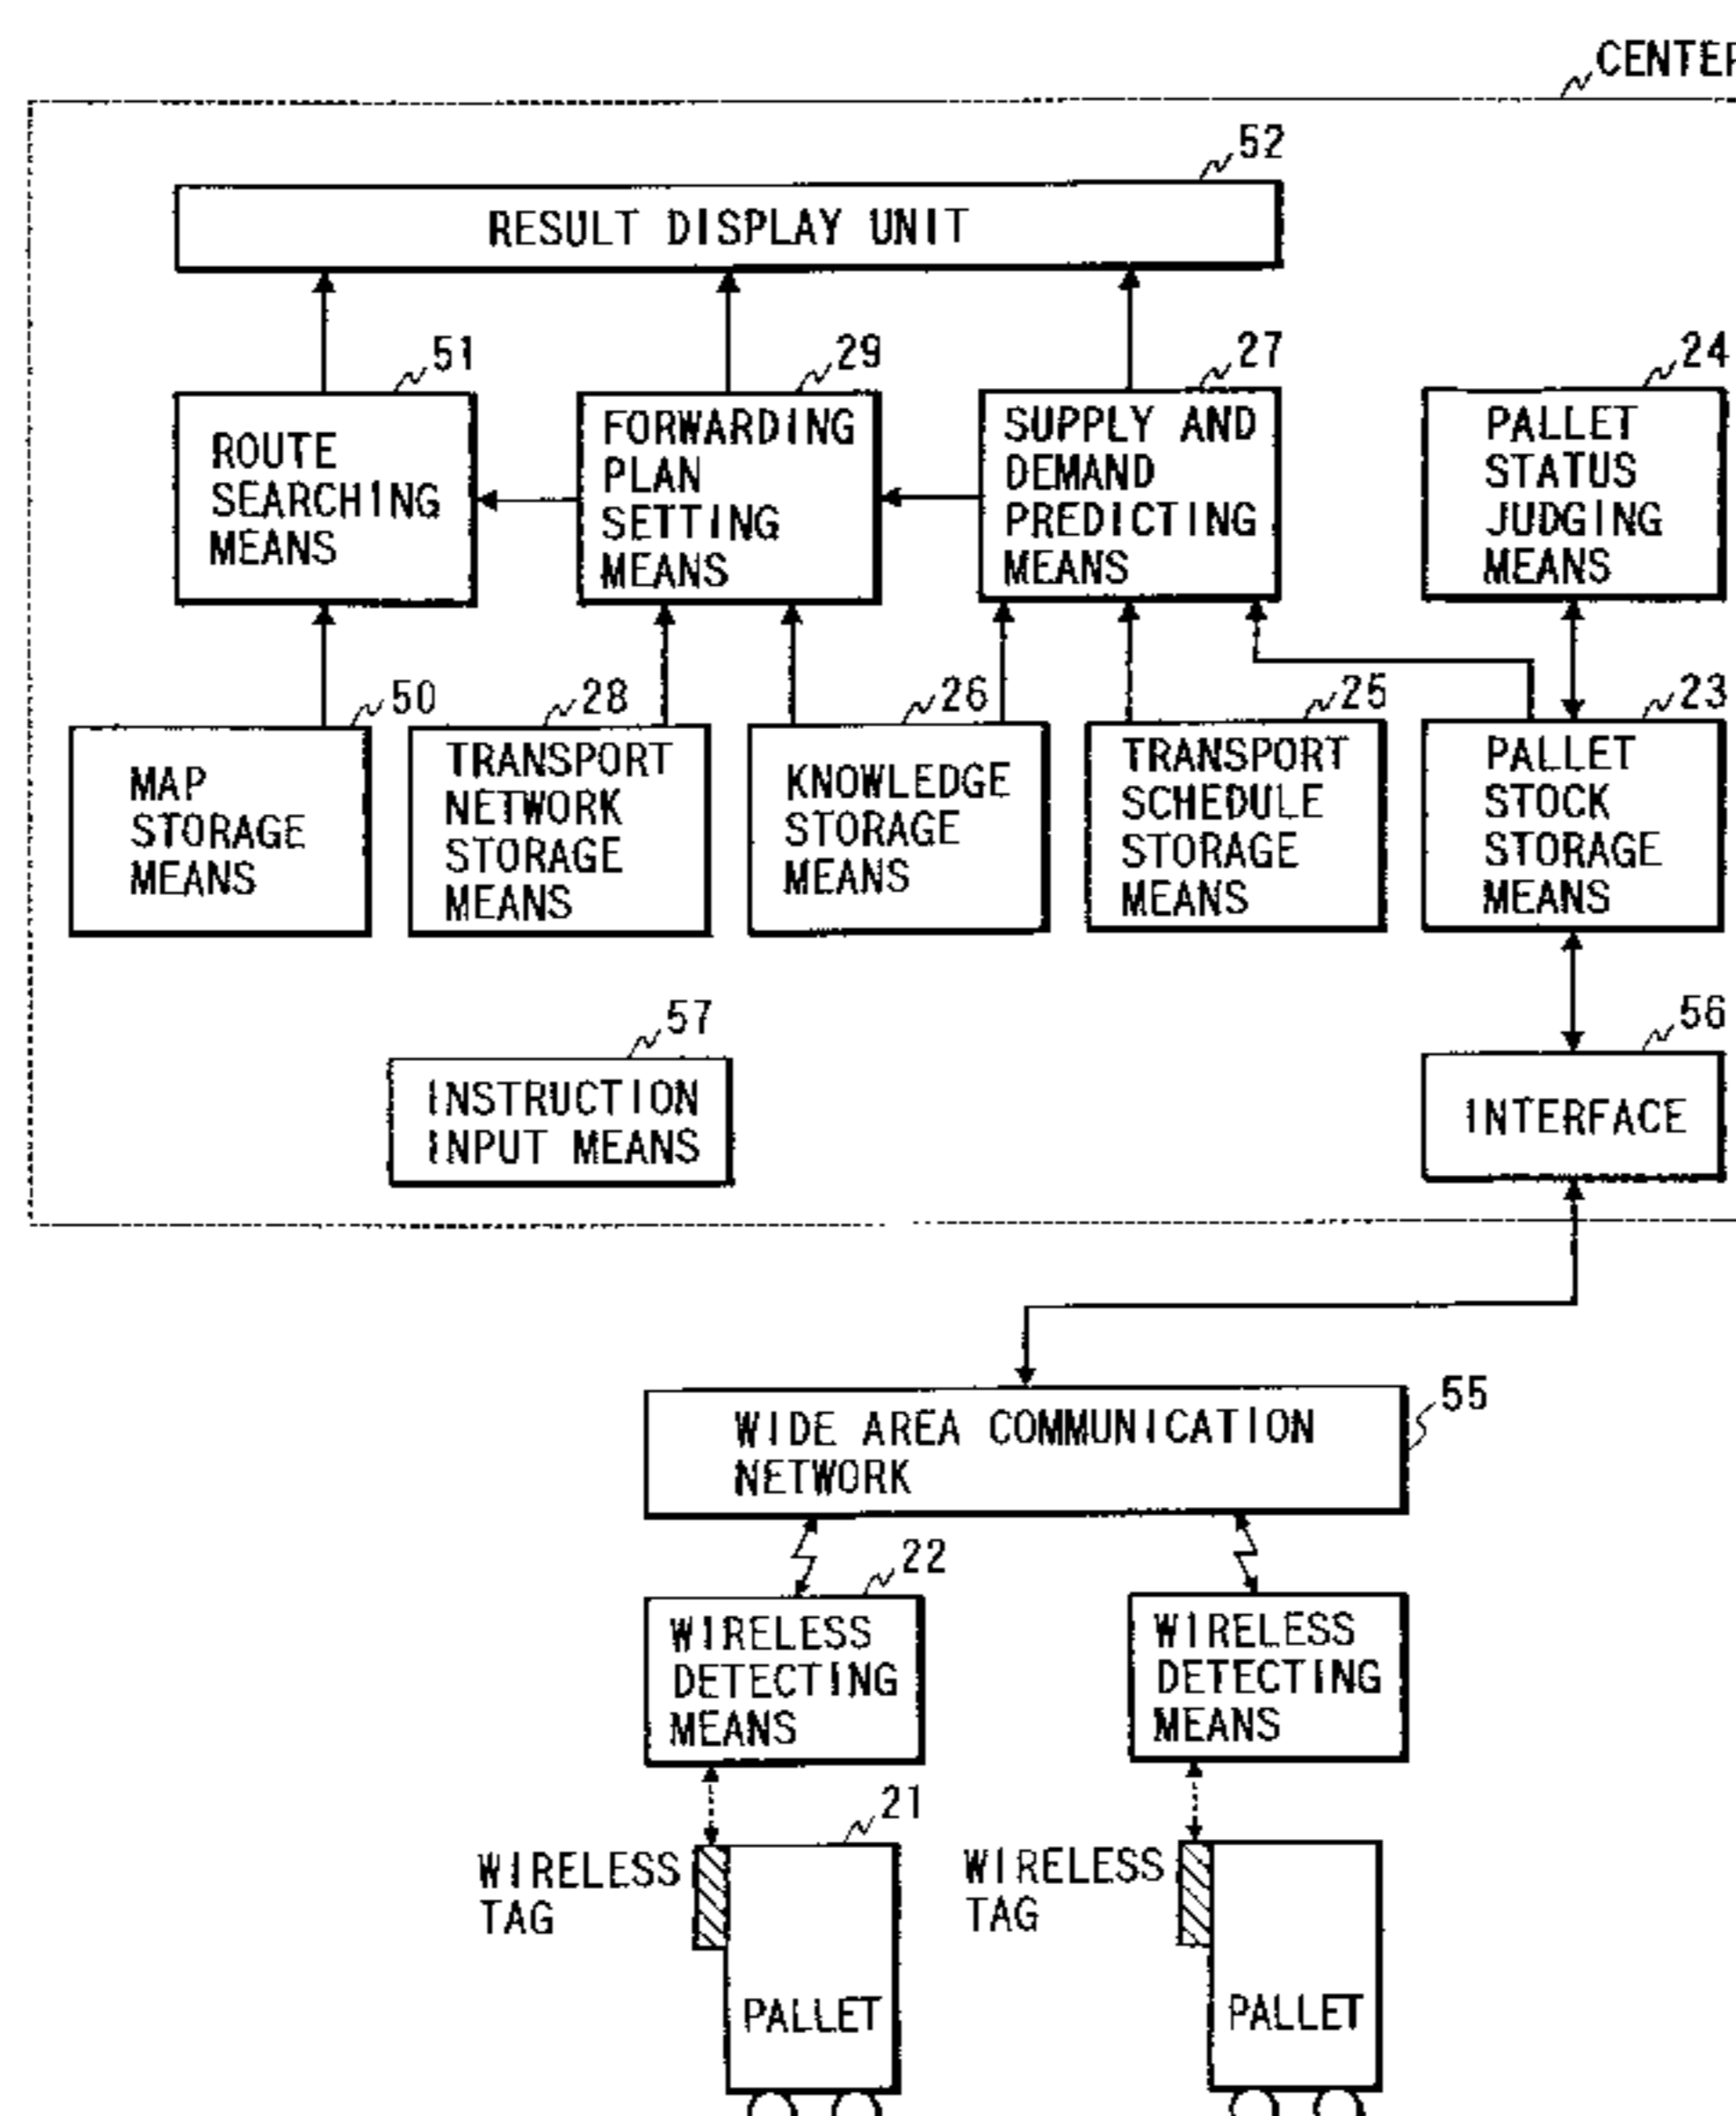 CENTER
52
RESULT DISPLAY UNIT
51
29
27
24
ROUTE
SEARCHING
MEANS
FORWARDING
PLAN
SETTING
MEANS
SUPPLY AND
DEMAND
PREDICTING
MEANS
PALLET
STATUS
JUDGING
MEANS
50
28
26
25
23
MAP
STORAGE
MEANS
TRANSPORT
NETWORK
STORAGE
MEANS
KNOWLEDGE
STORAGE
MEANS
TRANSPORT
SCHEDULE
STORAGE
MEANS
PALLET
STOCK
STORAGE
MEANS
57
INSTRUCTION
INPUT MEANS
56
INTERFACE
55
WIDE AREA COMMUNICATION
NETWORK
22
WIRELESS
DETECTING
MEANS
WIRELESS
DETECTING
MEANS
21
WIRELESS
TAG
PALLET
WIRELESS
TAG
PALLET